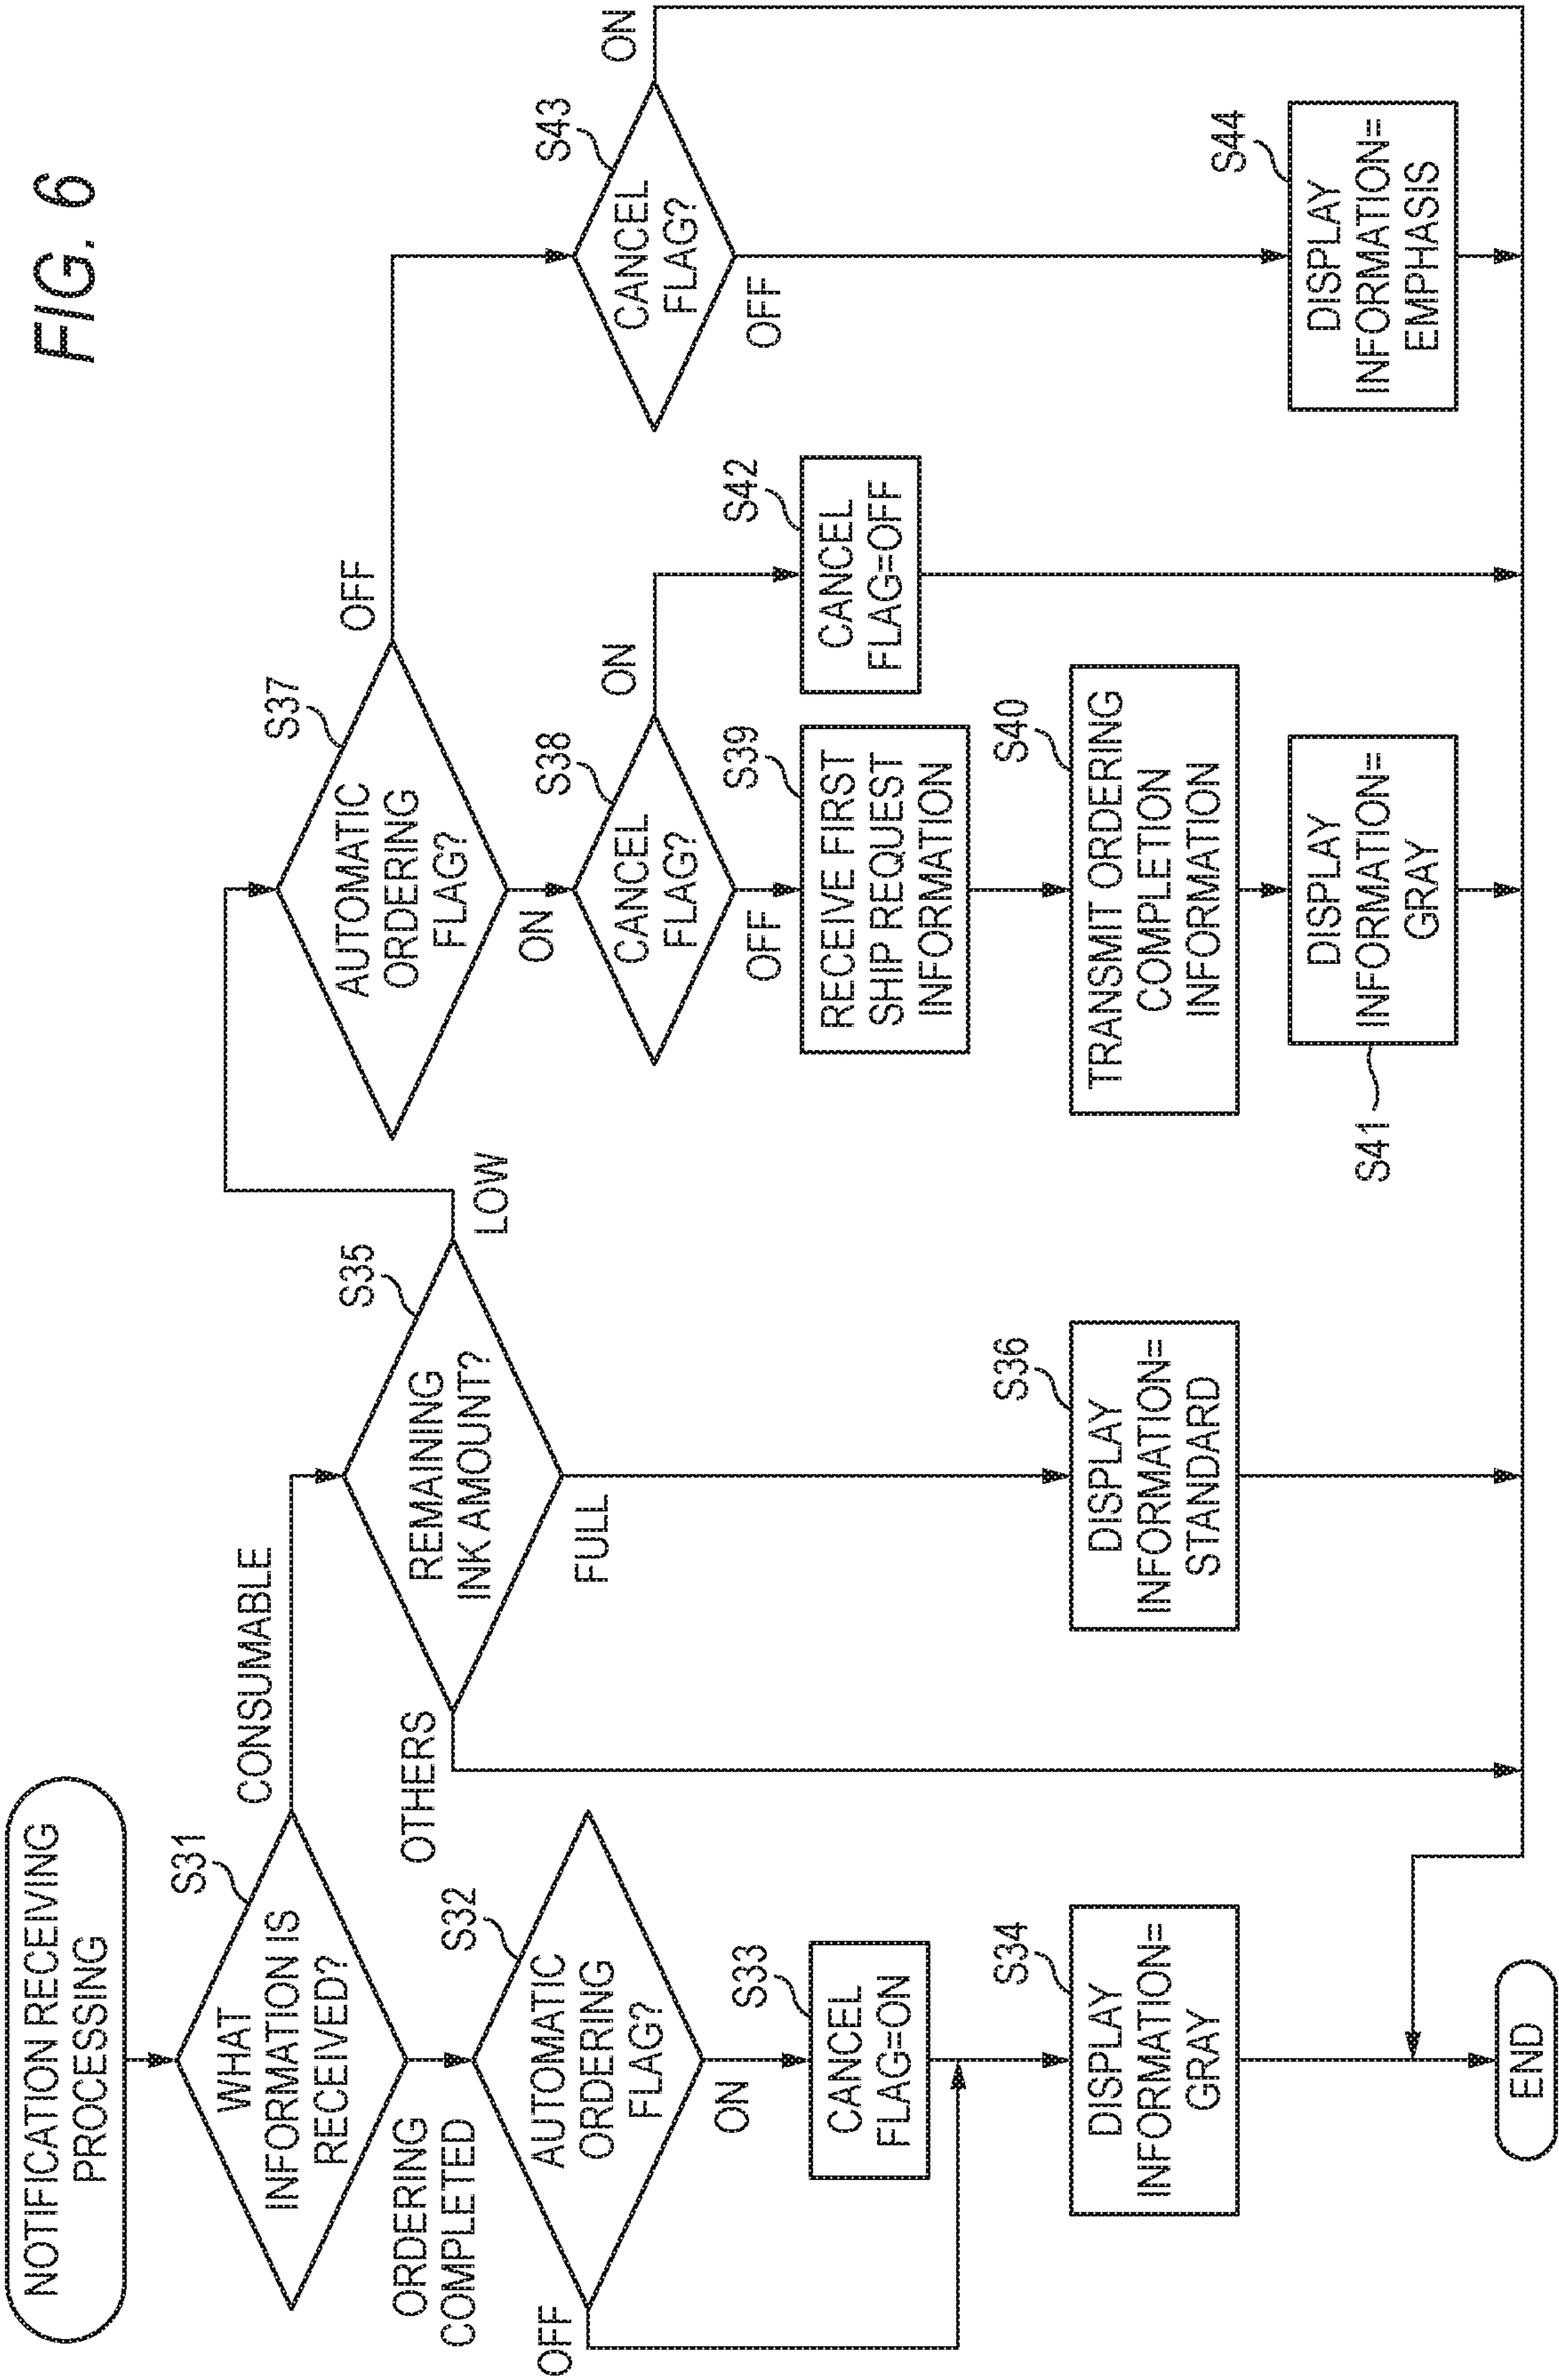 FIG. 6
NOTIFICATION RECEIVING
PROCESSING
S31
WHAT
INFORMATION IS
RECEIVED?
CONSUMABLE
ORDERING
COMPLETED
S32
AUTOMATIC
ORDERING
FLAG?
OFF
ON
S33
CANCEL
FLAG=ON
S34
DISPLAY
INFORMATION=
GRAY
END
S35
REMAINING
INK AMOUNT?
OTHERS
LOW
FULL
S36
DISPLAY
INFORMATION=
STANDARD
S37
AUTOMATIC
ORDERING
FLAG?
OFF
ON
S38
CANCEL
FLAG?
ON
OFF
S39
RECEIVE FIRST
SHIP REQUEST
INFORMATION
S40
TRANSMIT ORDERING
COMPLETION
INFORMATION
S41
DISPLAY
INFORMATION=
GRAY
S42
CANCEL
FLAG=OFF
S43
CANCEL
FLAG?
ON
OFF
S44
DISPLAY
INFORMATION=
EMPHASIS